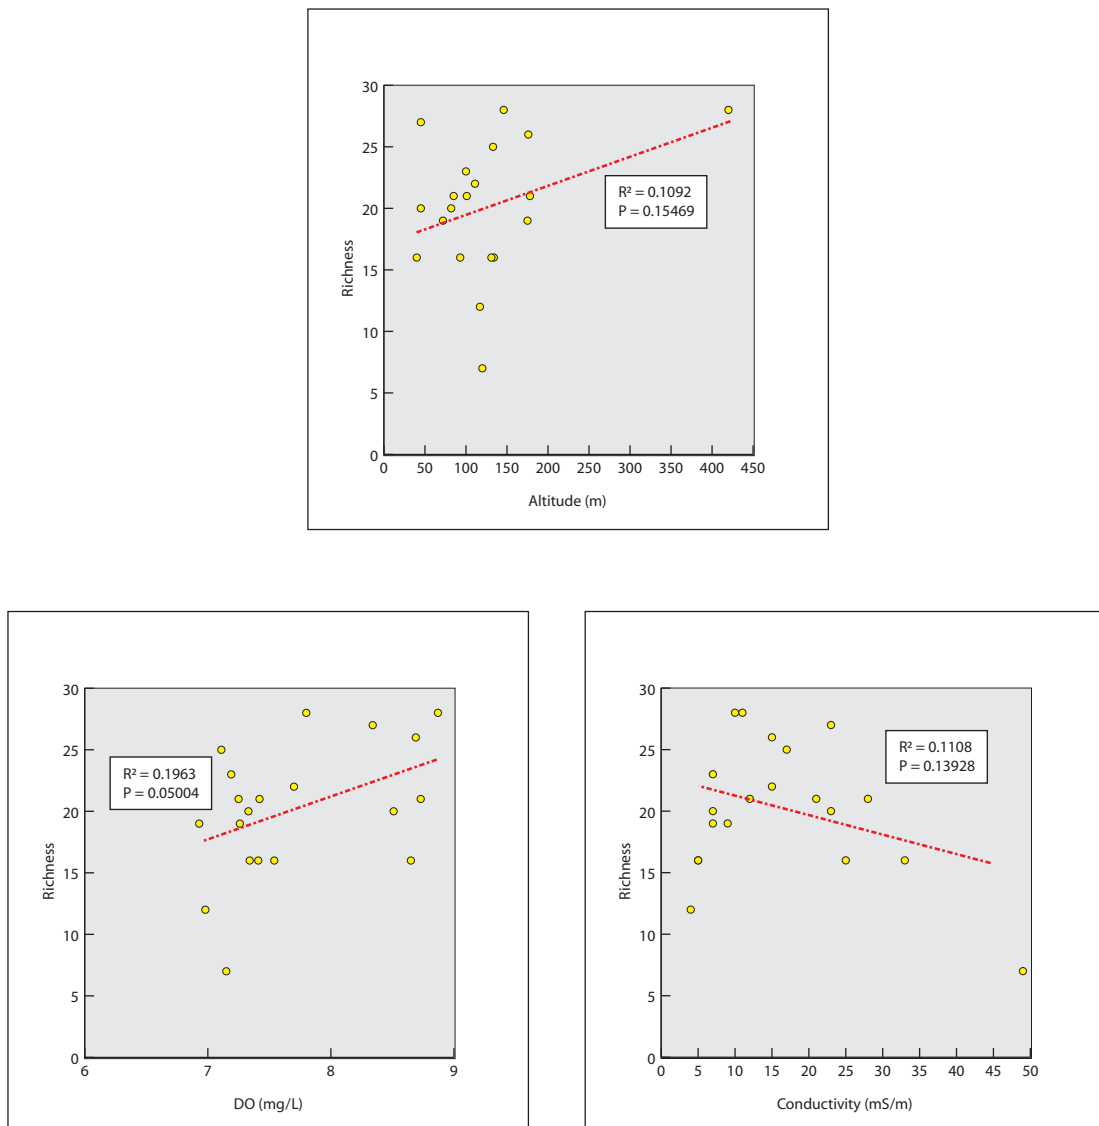 30
25
20
15
10
5
0
Richness
R² = 0.1092
P = 0.15469
0 50 100 150 200 250 300 350 400 450
Altitude (m)
30
25
20
15
10
5
0
Richness
R² = 0.1963
P = 0.05004
6 7 8 9
DO (mg/L)
30
25
20
15
10
5
0
Richness
R² = 0.1108
P = 0.13928
0 5 10 15 20 25 30 35 40 45 50
Conductivity (mS/m)